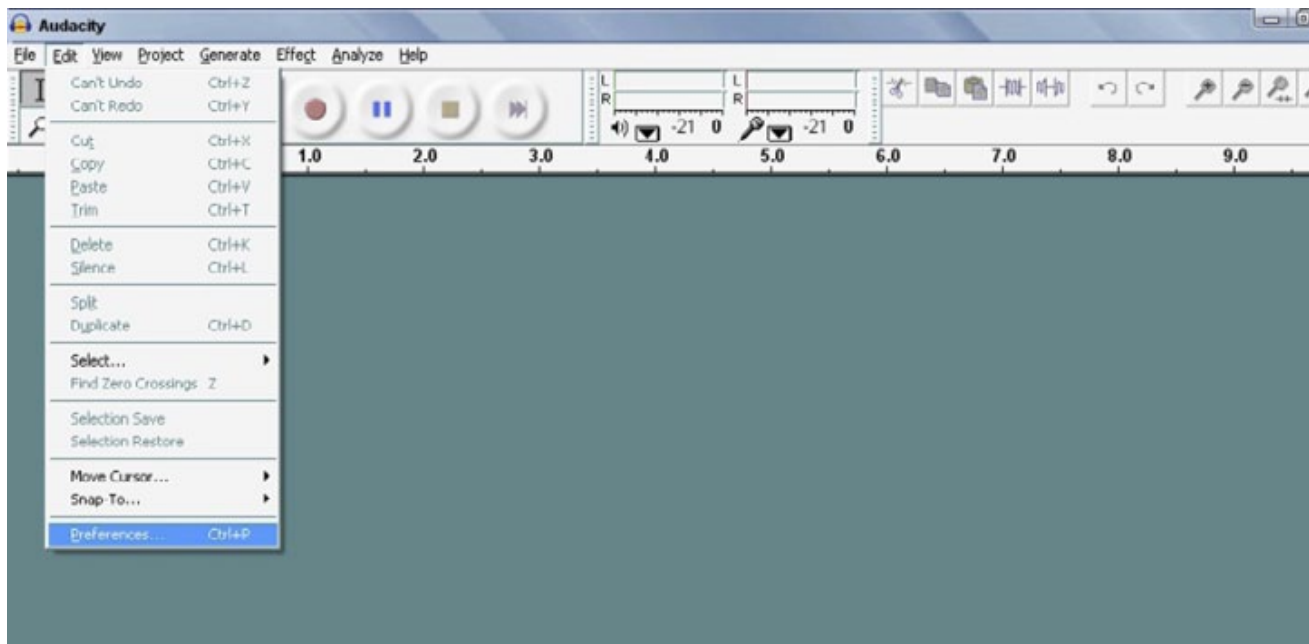 Audacity
File Edit View Project Generate Effect Analyze Help
Can't Undo Ctrl+Z
Can't Redo Ctrl+Y
Cut Ctrl+X
Copy Ctrl+C
Paste Ctrl+V
Trim Ctrl+T
Delete Ctrl+K
Silence Ctrl+L
Split
Duplicate Ctrl+D
Select...
Find Zero Crossings Z
Selection Save
Selection Restore
Move Cursor...
Snap-To...
Preferences... Ctrl+P
L
R
-21 0
L
R
-21 0
1.0 2.0 3.0 4.0 5.0 6.0 7.0 8.0 9.0